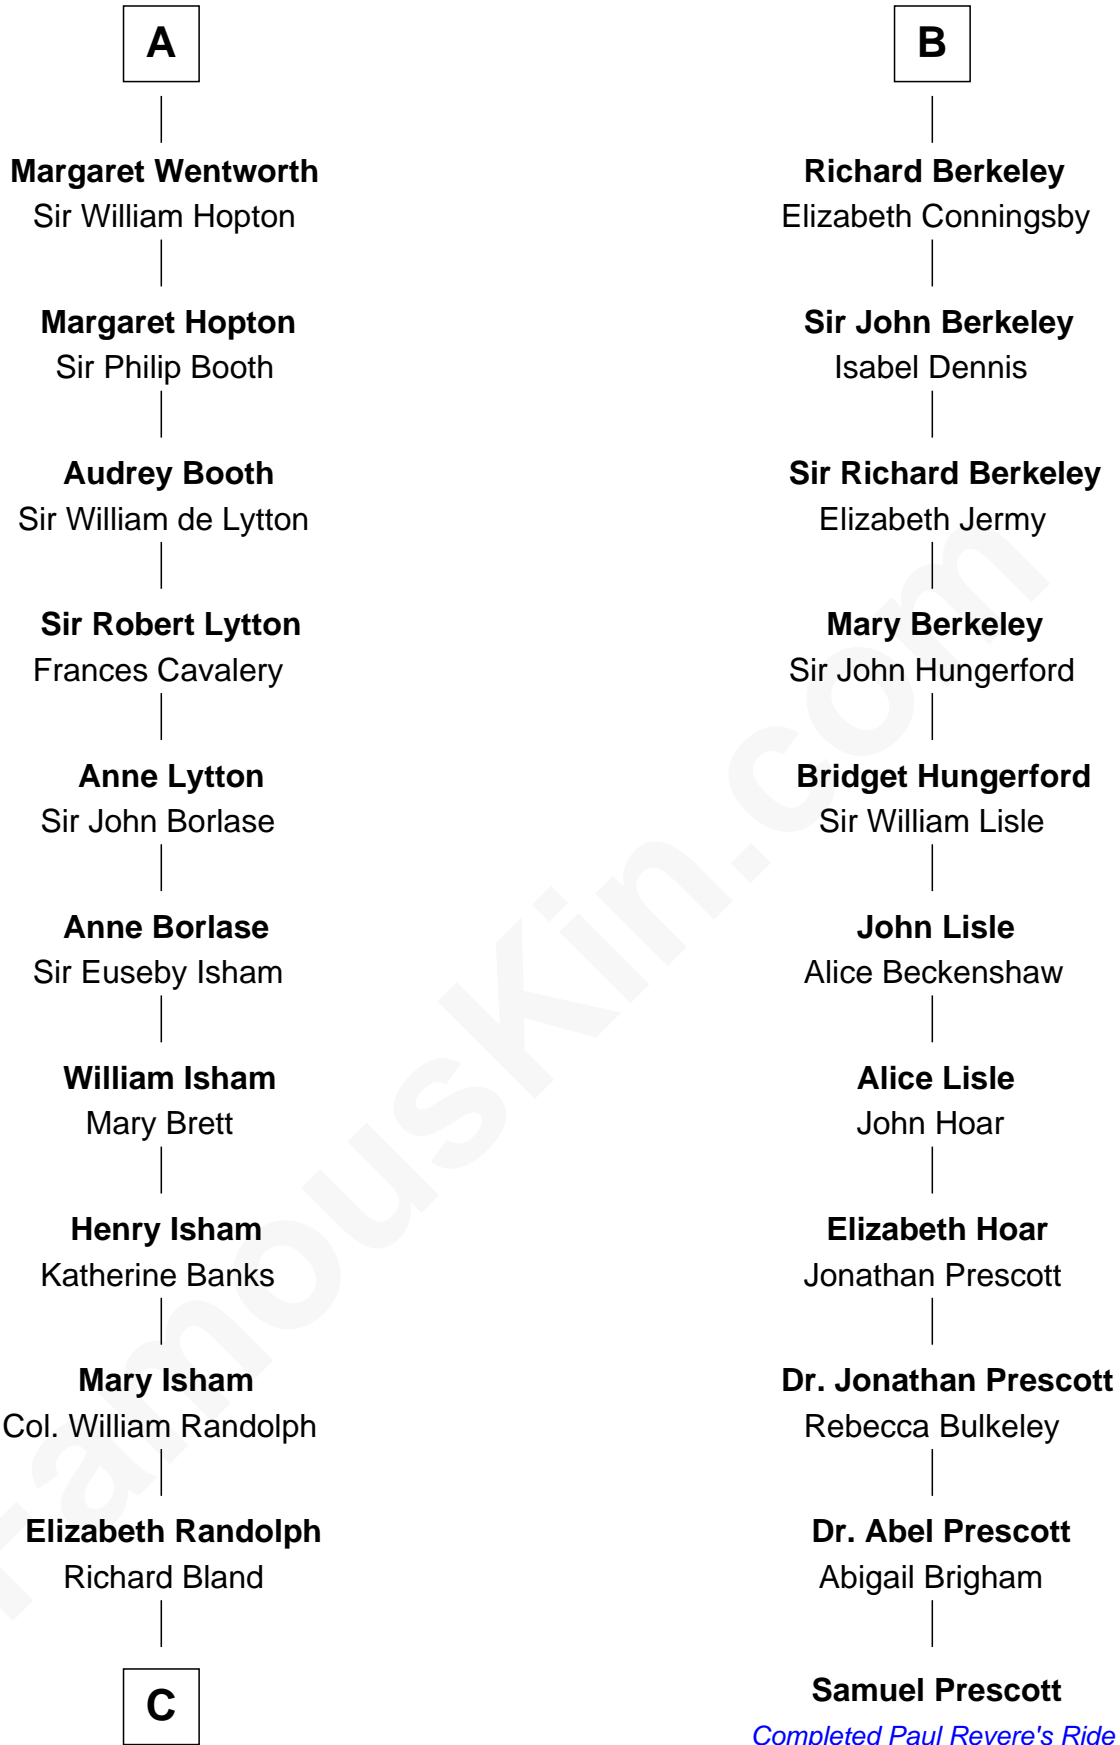 A
Margaret Wentworth
Sir William Hopton
Margaret Hopton
Sir Philip Booth
Audrey Booth
Sir William de Lytton
Sir Robert Lytton
Frances Cavalery
Anne Lytton
Sir John Borlase
Anne Borlase
Sir Euseby Isham
William Isham
Mary Brett
Henry Isham
Katherine Banks
Mary Isham
Col. William Randolph
Elizabeth Randolph
Richard Bland
C
B
Richard Berkeley
Elizabeth Conningsby
Sir John Berkeley
Isabel Dennis
Sir Richard Berkeley
Elizabeth Jermy
Mary Berkeley
Sir John Hungerford
Bridget Hungerford
Sir William Lisle
John Lisle
Alice Beckenshaw
Alice Lisle
John Hoar
Elizabeth Hoar
Jonathan Prescott
Dr. Jonathan Prescott
Rebecca Bulkeley
Dr. Abel Prescott
Abigail Brigham
Samuel Prescott
Completed Paul Revere's Ride
FamousKin.com